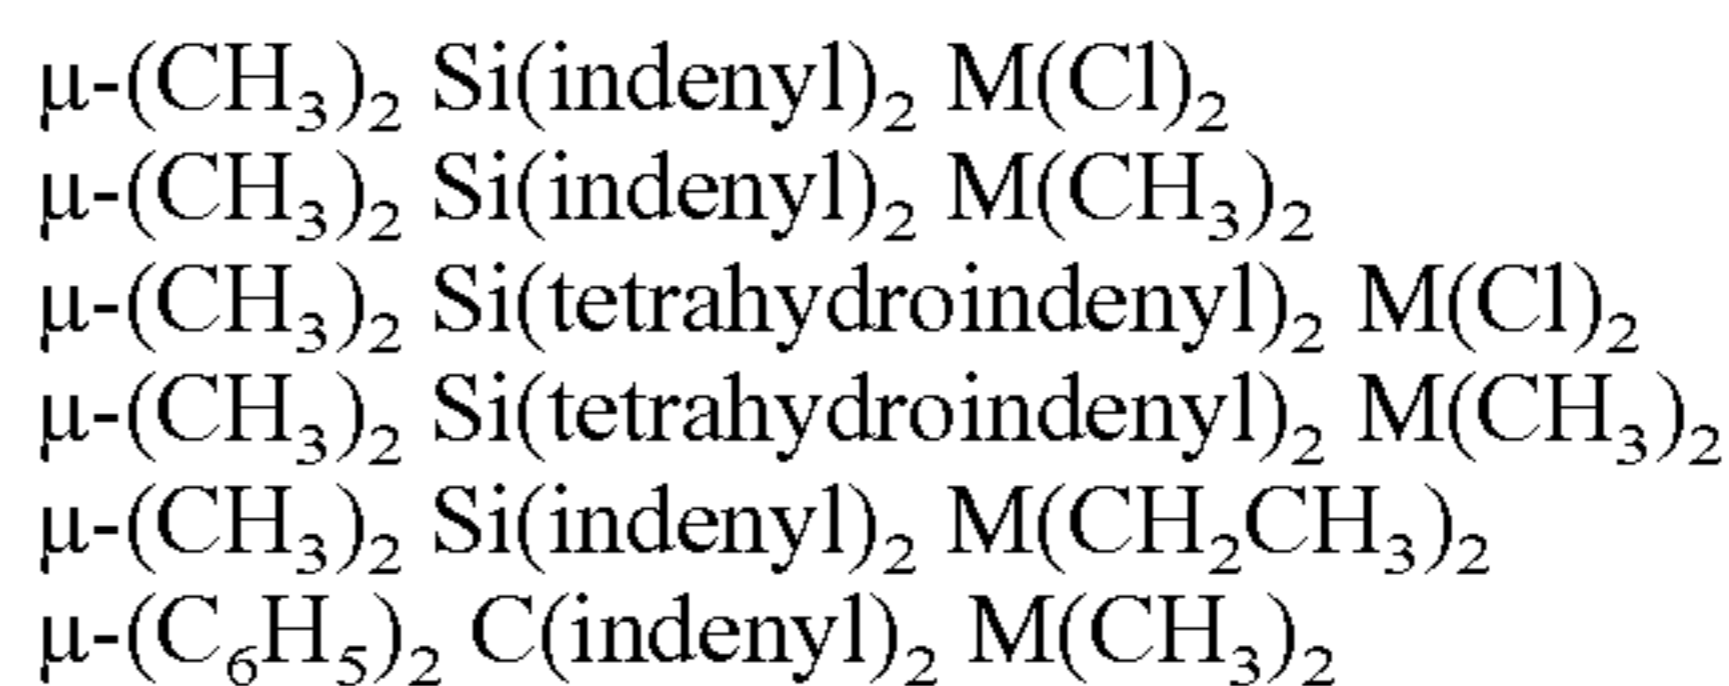 μ-(CH₃)₂ Si(indenyl)₂ M(Cl)₂
μ-(CH₃)₂ Si(indenyl)₂ M(CH₃)₂
μ-(CH₃)₂ Si(tetrahydroindenyl)₂ M(Cl)₂
μ-(CH₃)₂ Si(tetrahydroindenyl)₂ M(CH₃)₂
μ-(CH₃)₂ Si(indenyl)₂ M(CH₂CH₃)₂
μ-(C₆H₅)₂ C(indenyl)₂ M(CH₃)₂